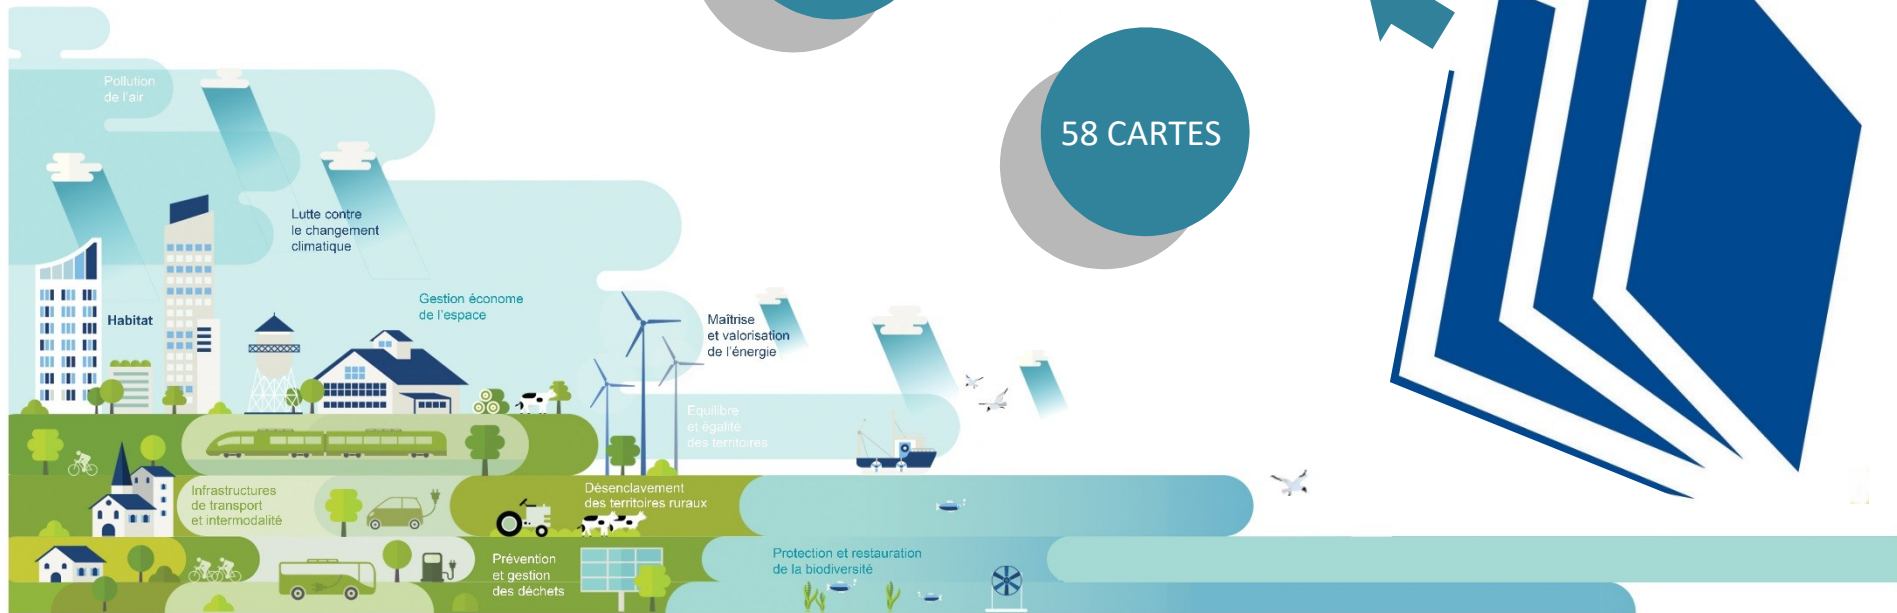 58 CARTES
Pollution
de l'air
Lutte contre
le changement
climatique
Gestion économe
de l'espace
Habitat
Maîtrise
et valorisation
de l'énergie
Equilibre
et égalité
des territoires
Infrastructures
de transport
et intermodalité
Désenclavement
des territoires ruraux
Prévention
et gestion
des déchets
Protection et restauration
de la biodiversité